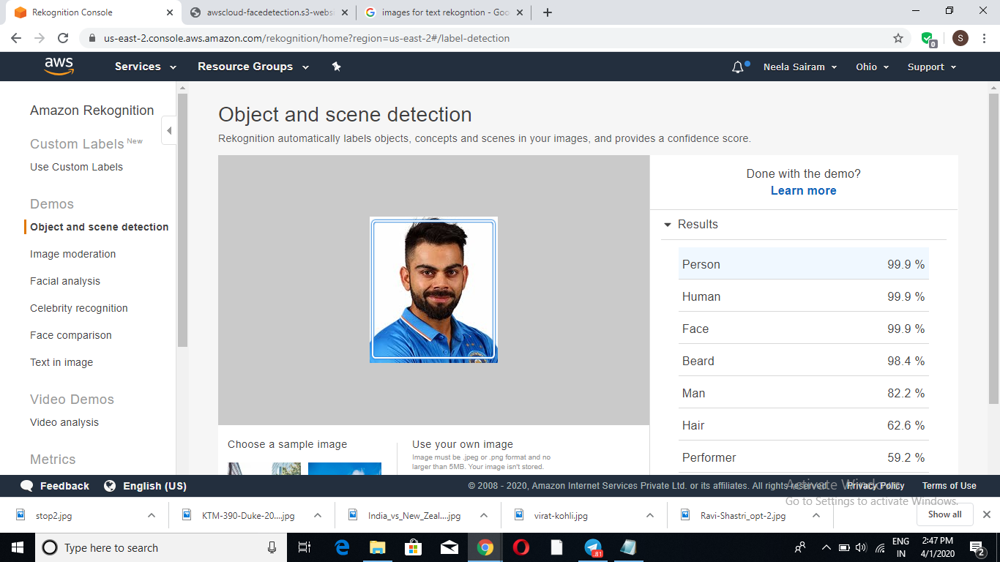 Rekognition Console
awscloud-facedetection.s3-websi
images for text rekogntion - Goo
us-east-2.console.aws.amazon.com/rekognition/home?region=us-east-2#/label-detection
S
0
aws
Services
Resource Groups
Neela Sairam
Ohio
Support
Amazon Rekognition
Custom Labels New
Use Custom Labels
Demos
Object and scene detection
Image moderation
Facial analysis
Celebrity recognition
Face comparison
Text in image
Video Demos
Video analysis
Metrics
Object and scene detection
Rekognition automatically labels objects, concepts and scenes in your images, and provides a confidence score.
Done with the demo?
Learn more
Results
Person 99.9 %
Human 99.9 %
Face 99.9 %
Beard 98.4 %
Man 82.2 %
Hair 62.6 %
Performer 59.2 %
Choose a sample image
Use your own image
Image must be .jpeg or .png format and no
larger than 5MB. Your image isn't stored.
Feedback
English (US)
© 2008 - 2020, Amazon Internet Services Private Ltd. or its affiliates. All rights reserved.
Privacy Policy
Terms of Use
Activate Windows
Go to Settings to activate Windows.
stop2.jpg
KTM-390-Duke-20....jpg
India_vs_New_Zeal....jpg
virat-kohli.jpg
Ravi-Shastri_opt-2.jpg
Show all
Type here to search
81
ENG
IN
2:47 PM
4/1/2020
2